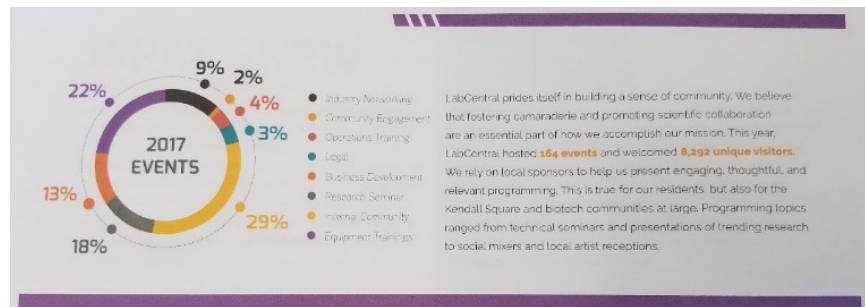 9%
2%
22%
4%
3%
2017
EVENTS
13%
18%
29%
Industry Networking
Community Engagement
Operations Training
Legal
Business Development
Research Seminar
Internal Community
Equipment Trainings
LabCentral prides itself in building a sense of community. We believe
that fostering camaraderie and promoting scientific collaboration
are an essential part of how we accomplish our mission. This year,
LabCentral hosted 164 events and welcomed 8,292 unique visitors.
We rely on local sponsors to help us present engaging, thoughtful, and
relevant programming. This is true for our residents, but also for the
Kendall Square and biotech communities at large. Programming topics
ranged from technical seminars and presentations of trending research
to social mixers and local artist receptions.